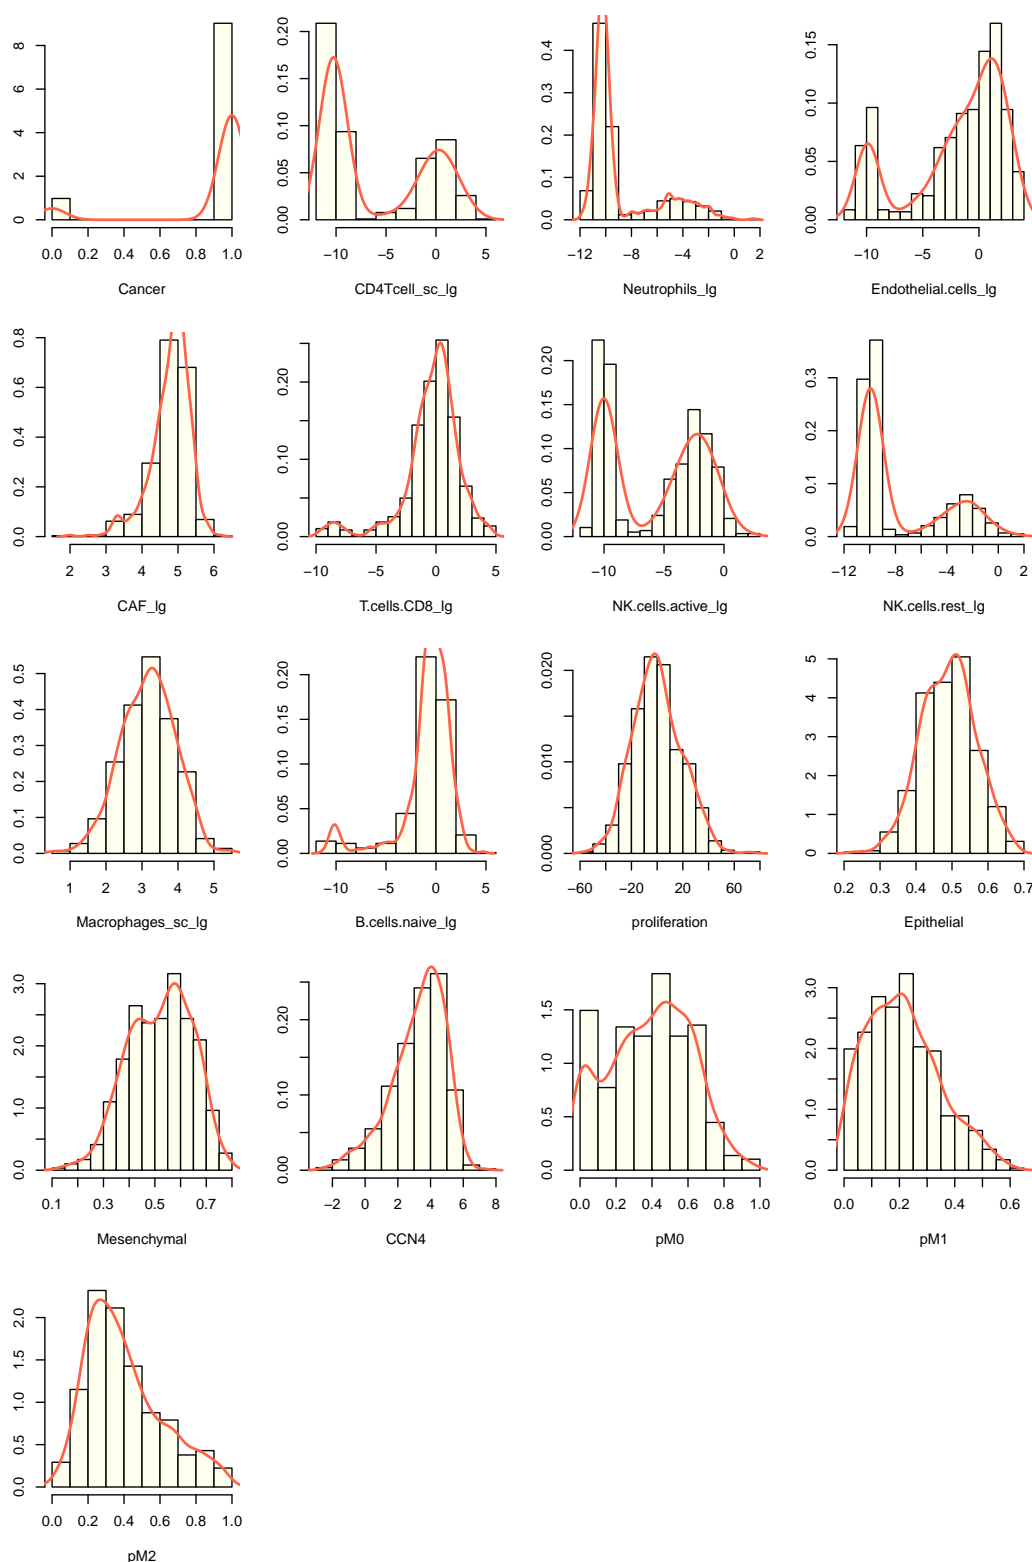 0 2 4 6 8
0.0 0.2 0.4 0.6 0.8 1.0
Cancer
0.00 0.05 0.10 0.15 0.20
−10 −5 0 5
CD4Tcell_sc_lg
0.0 0.1 0.2 0.3 0.4
−12 −8 −4 0 2
Neutrophils_lg
0.00 0.05 0.10 0.15
−10 −5 0
Endothelial.cells_lg
0.0 0.2 0.4 0.6 0.8
2 3 4 5 6
CAF_lg
0.00 0.10 0.20
−10 −5 0 5
T.cells.CD8_lg
0.00 0.05 0.10 0.15 0.20
−10 −5 0
NK.cells.active_lg
0.0 0.1 0.2 0.3
−12 −8 −4 0 2
NK.cells.rest_lg
0.0 0.1 0.2 0.3 0.4 0.5
1 2 3 4 5
Macrophages_sc_lg
0.00 0.05 0.10 0.15 0.20
−10 −5 0 5
B.cells.naive_lg
0.000 0.010 0.020
−60 −20 20 60
proliferation
0 1 2 3 4 5
0.2 0.3 0.4 0.5 0.6 0.7
Epithelial
0.0 1.0 2.0 3.0
0.1 0.3 0.5 0.7
Mesenchymal
0.00 0.10 0.20
−2 0 2 4 6 8
CCN4
0.0 0.5 1.0 1.5
0.0 0.2 0.4 0.6 0.8 1.0
pM0
0.0 1.0 2.0 3.0
0.0 0.2 0.4 0.6
pM1
0.0 0.5 1.0 1.5 2.0
0.0 0.2 0.4 0.6 0.8 1.0
pM2